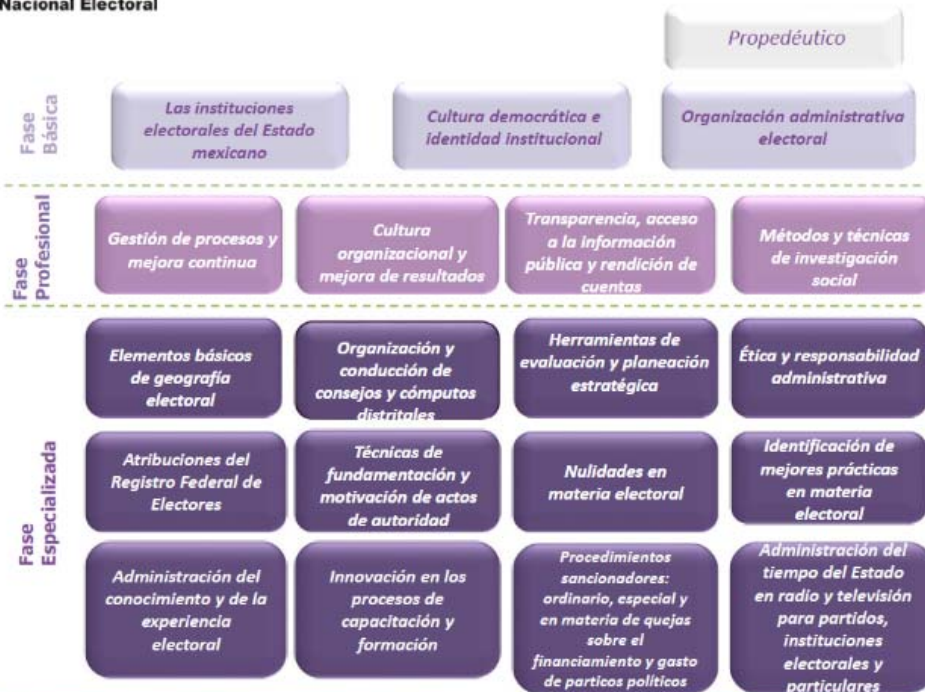 Nacional Electoral
Propedéutico
Fase
Básica
Las instituciones
electorales del Estado
mexicano
Cultura democrática e
identidad institucional
Organización administrativa
electoral
Fase
Profesional
Gestión de procesos y
mejora continua
Cultura
organizacional y
mejora de resultados
Transparencia, acceso
a la información
pública y rendición de
cuentas
Métodos y técnicas
de investigación
social
Fase
Especializada
Elementos básicos
de geografía
electoral
Organización y
conducción de
consejos y cómputos
distritales
Herramientas de
evaluación y planeación
estratégica
Ética y responsabilidad
administrativa
Atribuciones del
Registro Federal de
Electores
Técnicas de
fundamentación y
motivación de actos
de autoridad
Nulidades en
materia electoral
Identificación de
mejores prácticas
en materia
electoral
Administración del
conocimiento y de la
experiencia
electoral
Innovación en los
procesos de
capacitación y
formación
Procedimientos
sancionadores:
ordinario, especial y
en materia de quejas
sobre el
financiamiento y gasto
de particos políticos
Administración del
tiempo del Estado
en radio y televisión
para partidos,
instituciones
electorales y
particulares